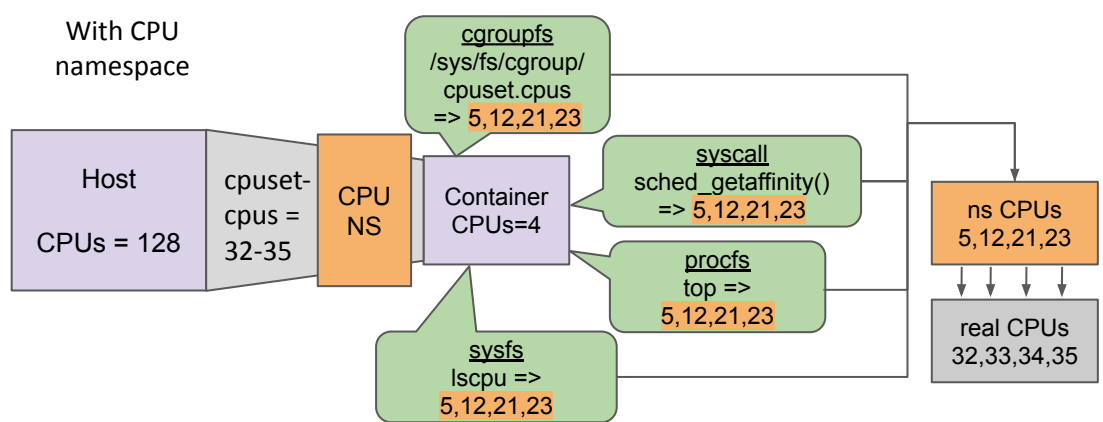 With CPU
namespace
cgroupfs
/sys/fs/cgroup/
cpuset.cpus
=> 5,12,21,23
Host
CPUs = 128
cpuset-
cpus =
32-35
CPU
NS
Container
CPUs=4
syscall
sched_getaffinity()
=> 5,12,21,23
procfs
top =>
5,12,21,23
sysfs
lscpu =>
5,12,21,23
ns CPUs
5,12,21,23
real CPUs
32,33,34,35